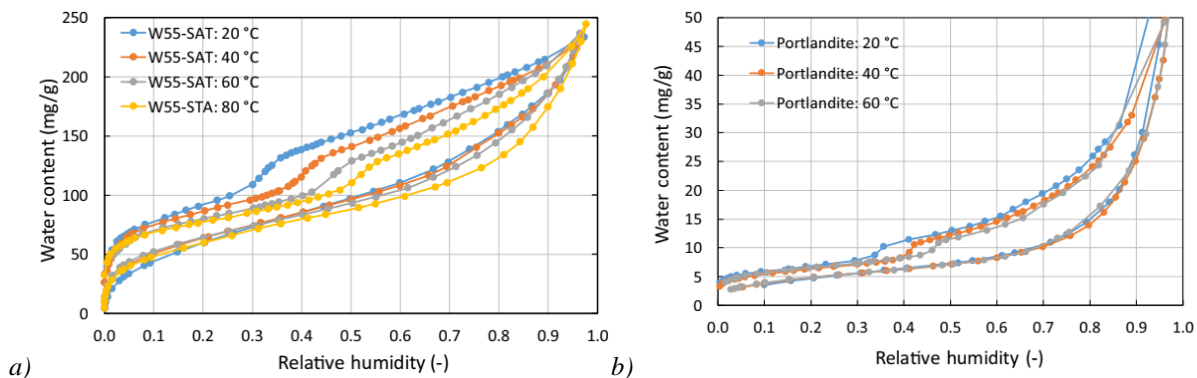 250
200
150
100
50
0
Water content (mg/g)
W55-SAT: 20 °C
W55-SAT: 40 °C
W55-SAT: 60 °C
W55-STA: 80 °C
0.0 0.1 0.2 0.3 0.4 0.5 0.6 0.7 0.8 0.9 1.0
Relative humidity (-)
a)
50
45
40
35
30
25
20
15
10
5
0
Water content (mg/g)
Portlandite: 20 °C
Portlandite: 40 °C
Portlandite: 60 °C
0.0 0.1 0.2 0.3 0.4 0.5 0.6 0.7 0.8 0.9 1.0
Relative humidity (-)
b)